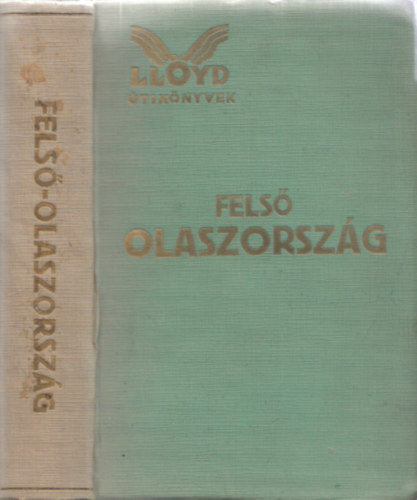 FELSŐ-OLASZORSZÁG
LLOYD
ÚTIKÖNYVEK
FELSŐ
OLASZORSZÁG